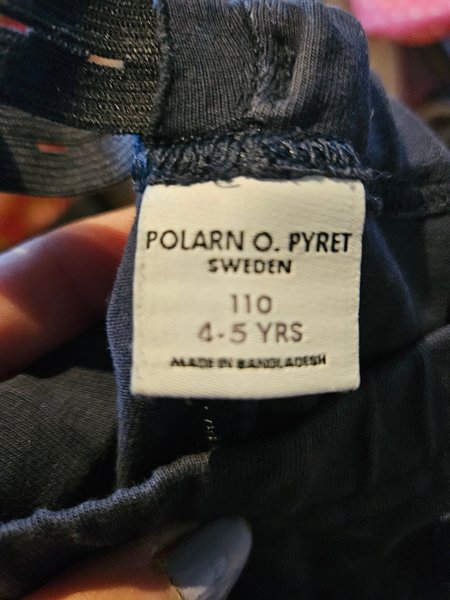 POLARN O. PYRET
SWEDEN
110
4-5 YRS
MADE IN BANGLADESH